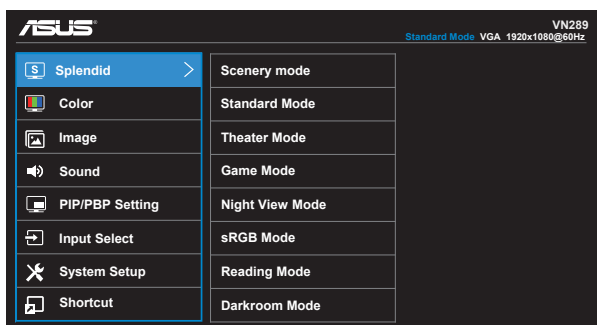 ASUS
VN289
Standard Mode VGA 1920x1080@60Hz
S Splendid
Color
Image
Sound
PIP/PBP Setting
Input Select
System Setup
Shortcut
Scenery mode
Standard Mode
Theater Mode
Game Mode
Night View Mode
sRGB Mode
Reading Mode
Darkroom Mode